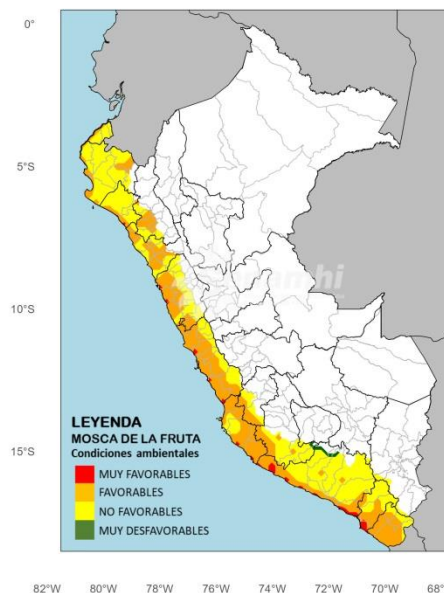 0°
5°S
10°S
15°S
senamhi
LEYENDA
MOSCA DE LA FRUTA
Condiciones ambientales
MUY FAVORABLES
FAVORABLES
NO FAVORABLES
MUY DESFAVORABLES
82°W 80°W 78°W 76°W 74°W 72°W 70°W 68°